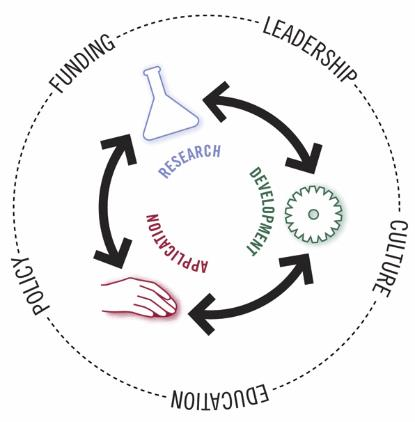 FUNDING
LEADERSHIP
CULTURE
EDUCATION
POLICY
RESEARCH
DEVELOPMENT
APPLICATION